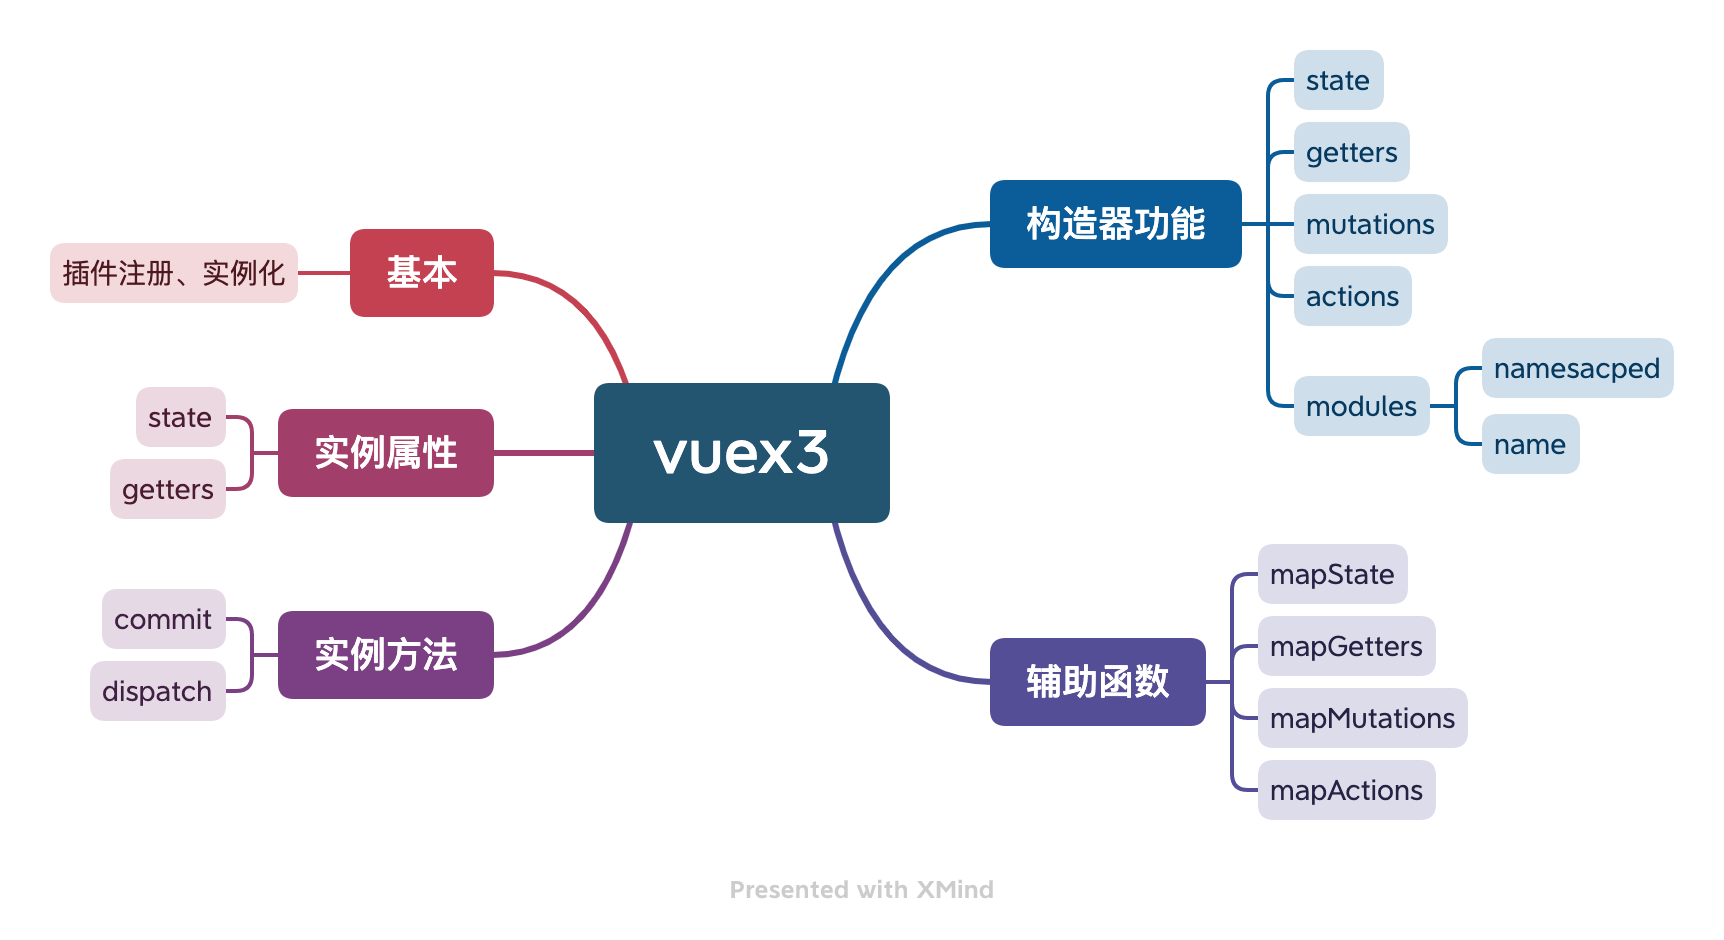 vuex3
构造器功能
state
getters
mutations
actions
modules
namesacped
name
辅助函数
mapState
mapGetters
mapMutations
mapActions
基本
插件注册、实例化
实例属性
state
getters
实例方法
commit
dispatch
Presented with XMind